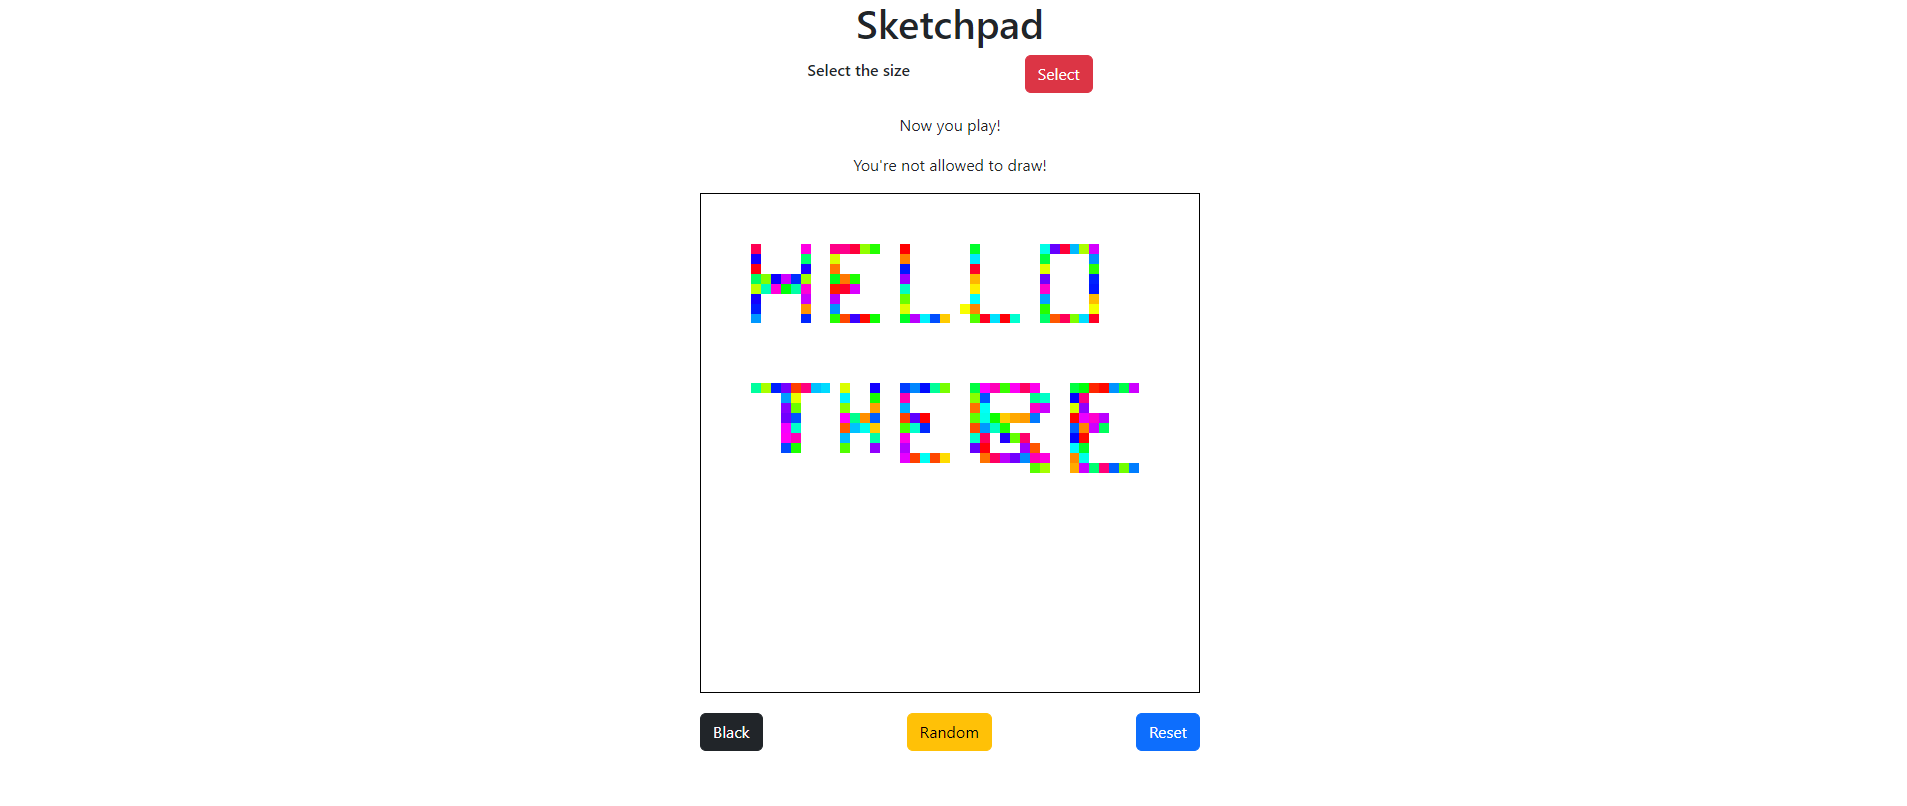 Sketchpad
Select the size Select
Now you play!
You're not allowed to draw!
HELLO
THERE
Black Random Reset